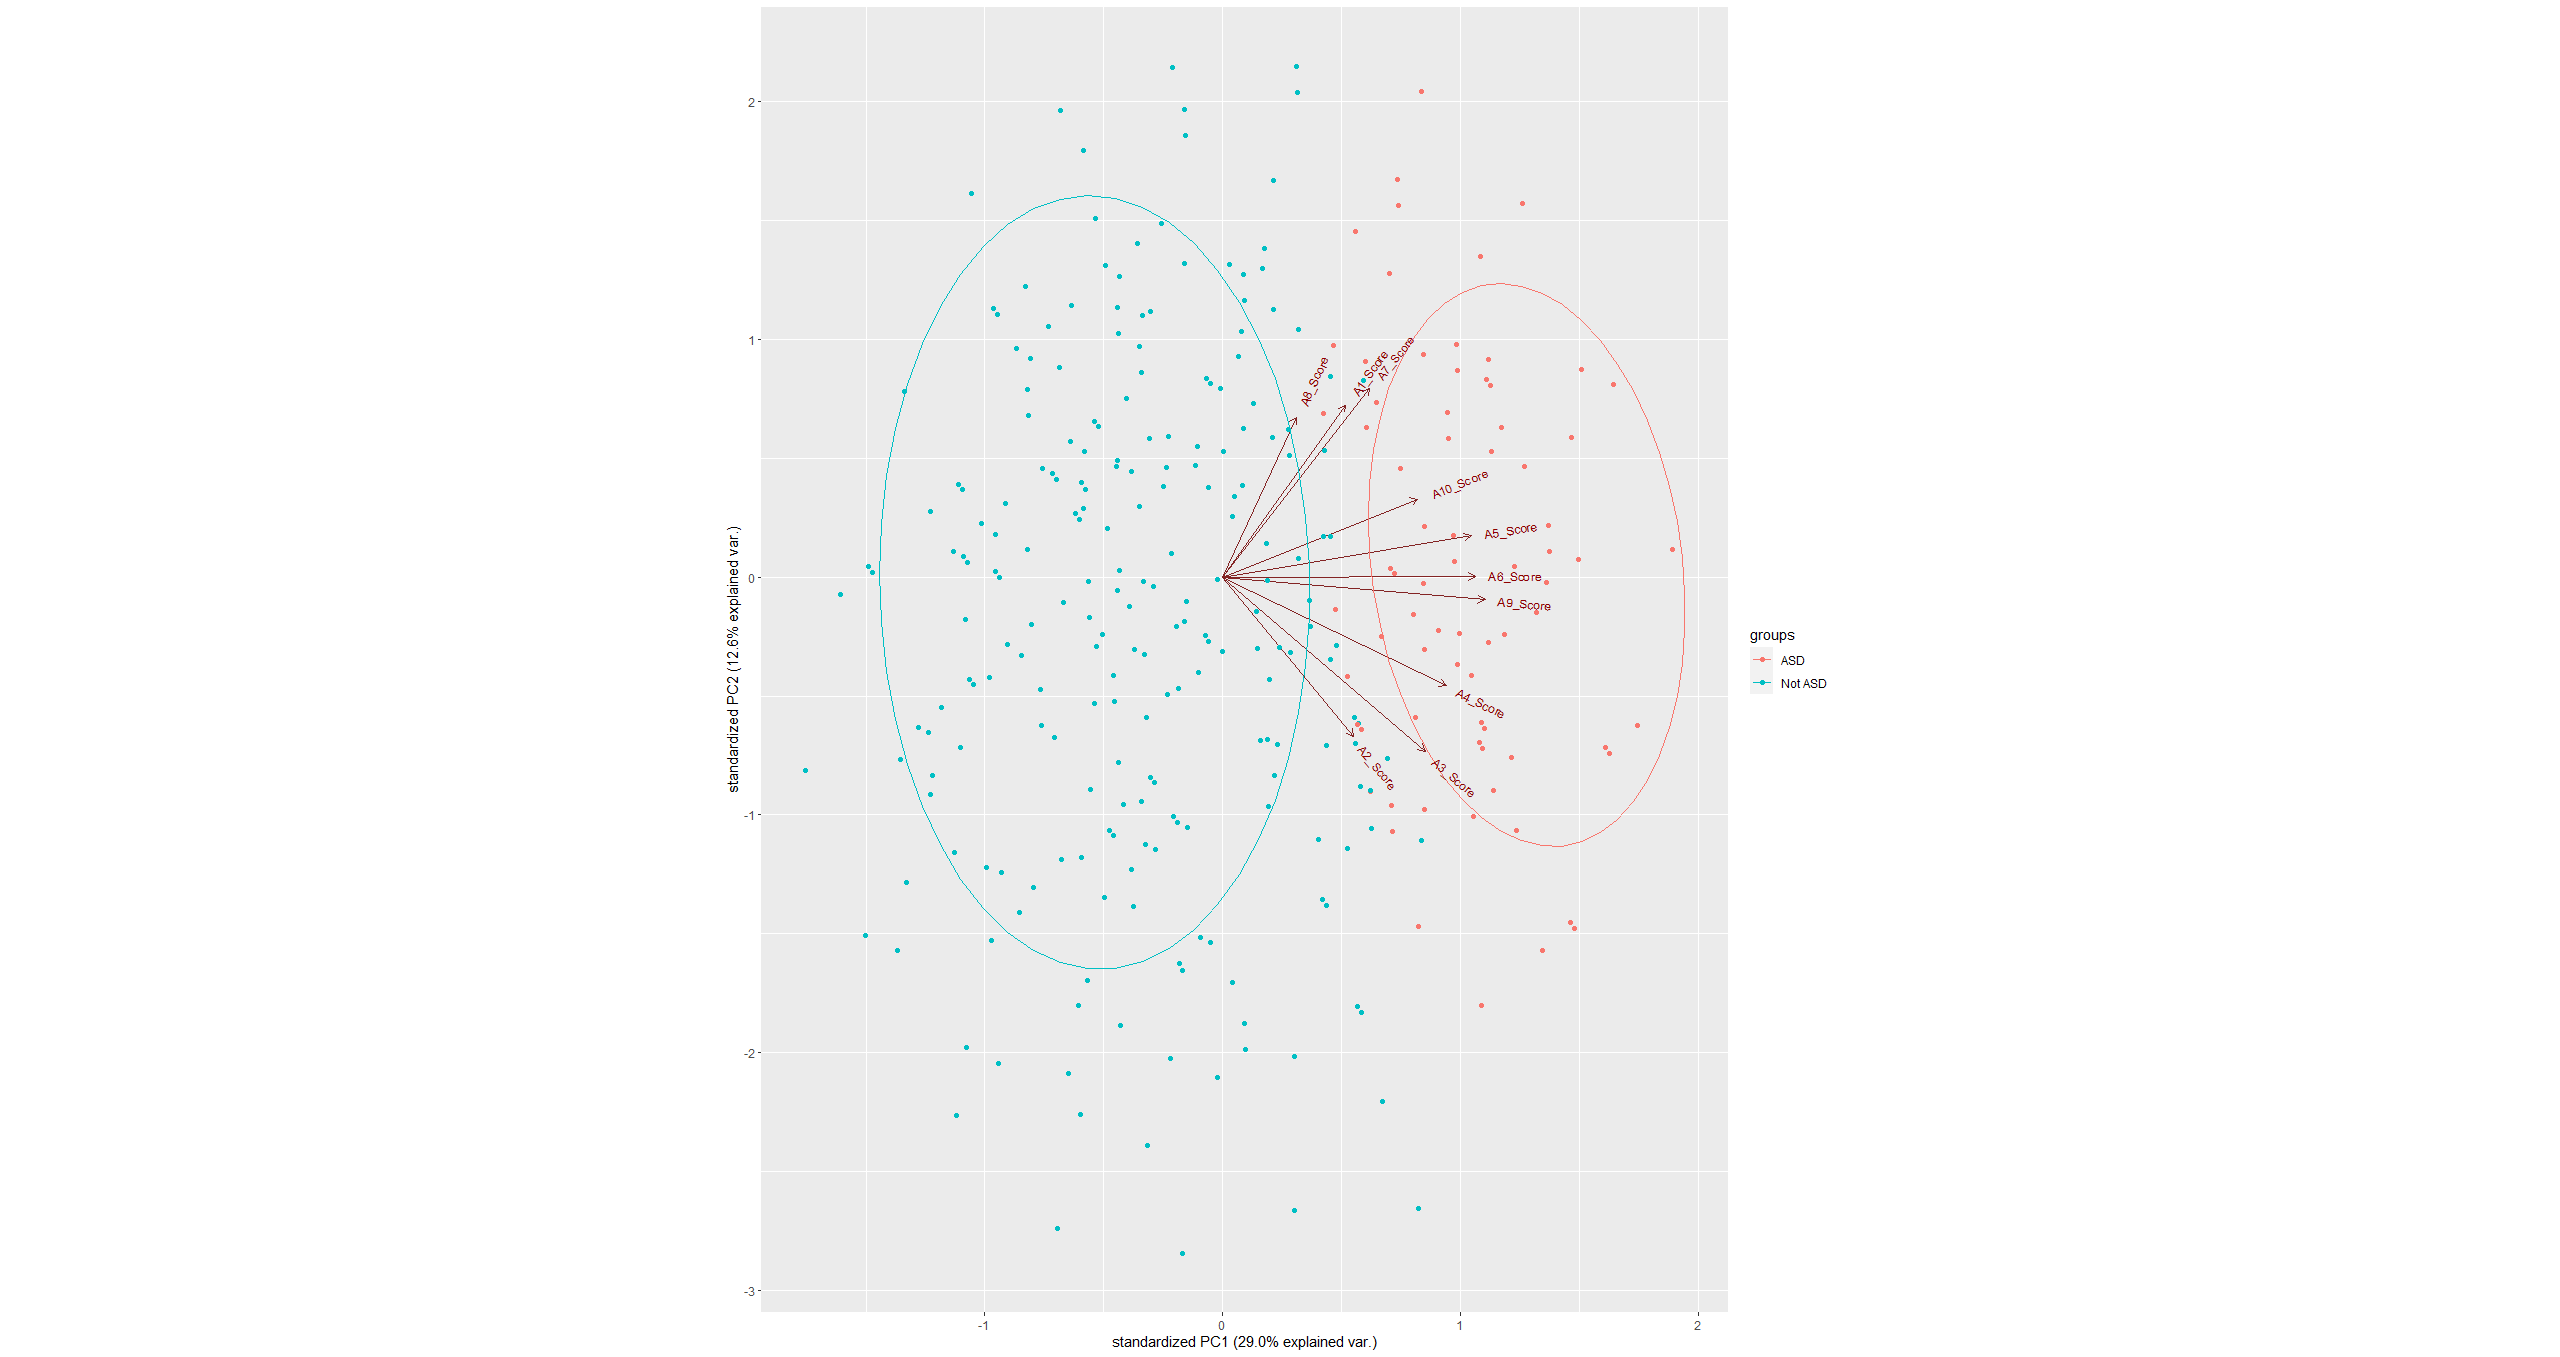 2
1
0
-1
-2
-3
standardized PC2 (12.6% explained var.)
A8_Score
A1_Score
A7_Score
A10_Score
A5_Score
A6_Score
A9_Score
A4_Score
A3_Score
A2_Score
groups
ASD
Not ASD
-1
0
1
2
standardized PC1 (29.0% explained var.)